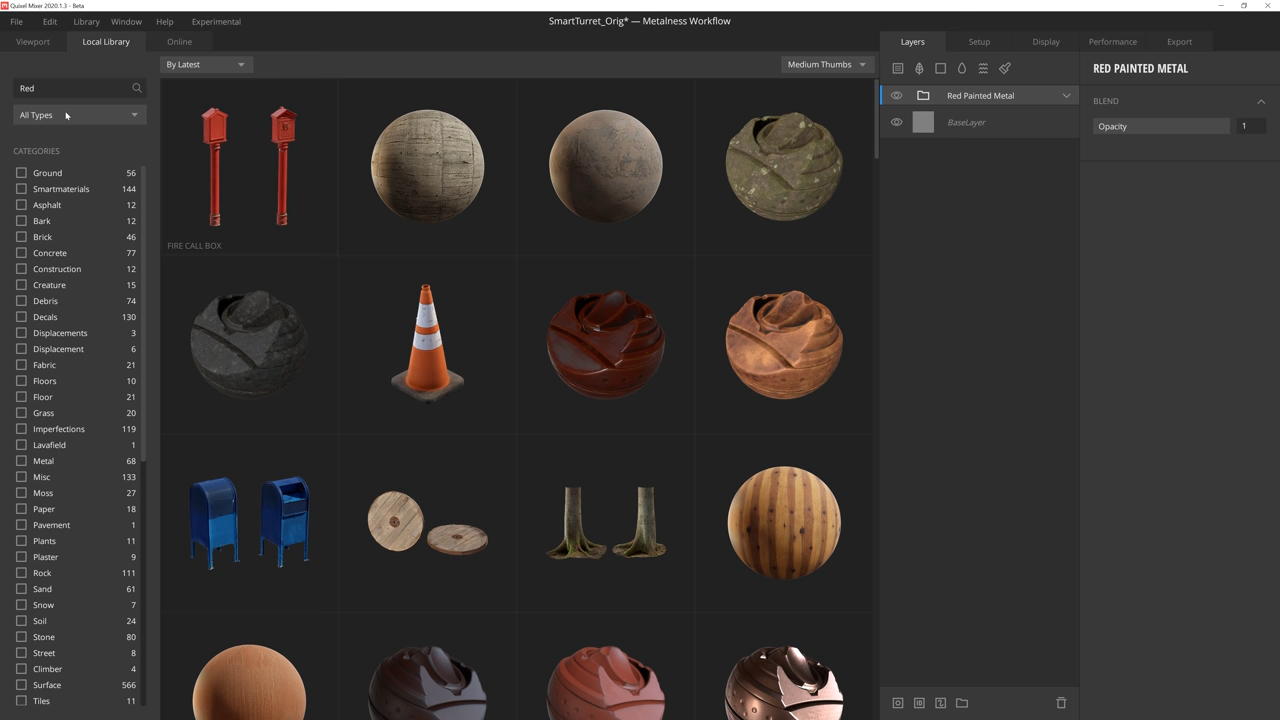 Quixel Mixer 2020.1.3 - Beta
File Edit Library Window Help Experimental
SmartTurret_Orig* — Metalness Workflow
Viewport Local Library Online
Layers Setup Display Performance Export
By Latest
Medium Thumbs
Red
All Types
CATEGORIES
Ground 56
Smartmaterials 144
Asphalt 12
Bark 12
Brick 46
Concrete 77
Construction 12
Creature 15
Debris 74
Decals 130
Displacements 3
Displacement 6
Fabric 21
Floors 10
Floor 21
Grass 20
Imperfections 119
Lavafield 1
Metal 68
Misc 133
Moss 27
Paper 18
Pavement 1
Plants 11
Plaster 9
Rock 111
Sand 61
Snow 7
Soil 24
Stone 80
Street 8
Climber 4
Surface 566
Tiles 11
FIRE CALL BOX
Red Painted Metal
BaseLayer
RED PAINTED METAL
BLEND
Opacity 1